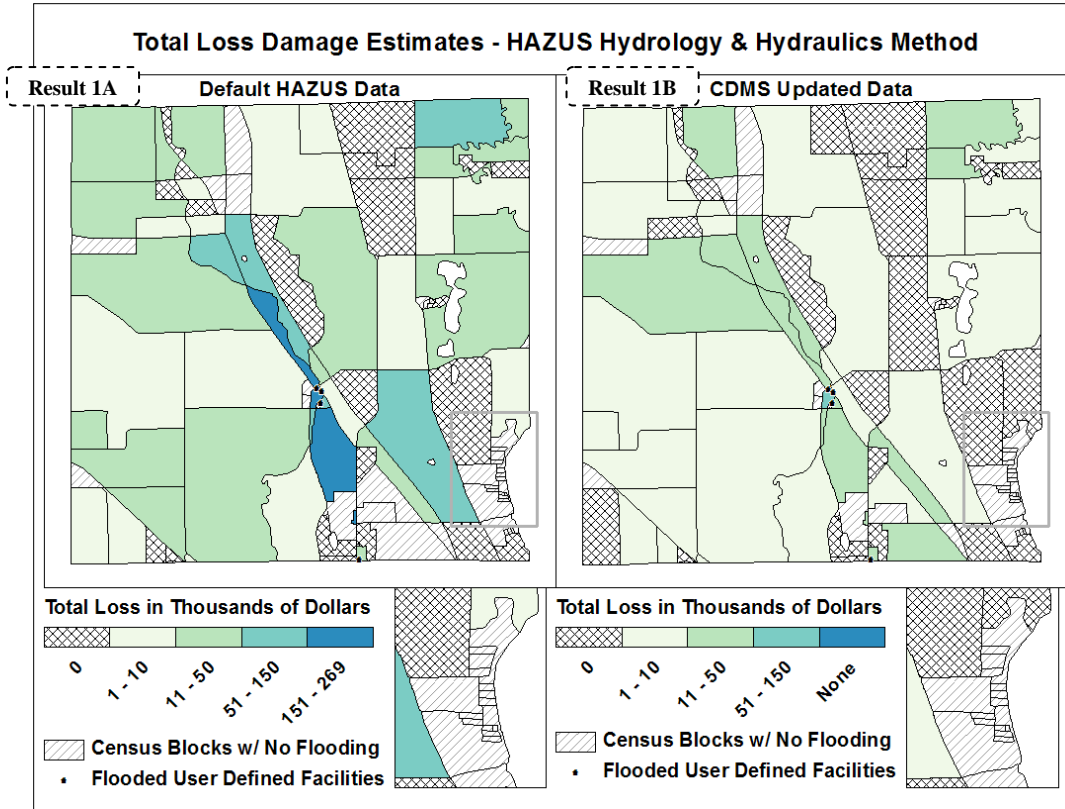 Total Loss Damage Estimates - HAZUS Hydrology & Hydraulics Method
Result 1A
Default HAZUS Data
Result 1B
CDMS Updated Data
Total Loss in Thousands of Dollars
0
1 - 10
11 - 50
51 - 150
151 - 269
Census Blocks w/ No Flooding
Flooded User Defined Facilities
Total Loss in Thousands of Dollars
0
1 - 10
11 - 50
51 - 150
None
Census Blocks w/ No Flooding
Flooded User Defined Facilities